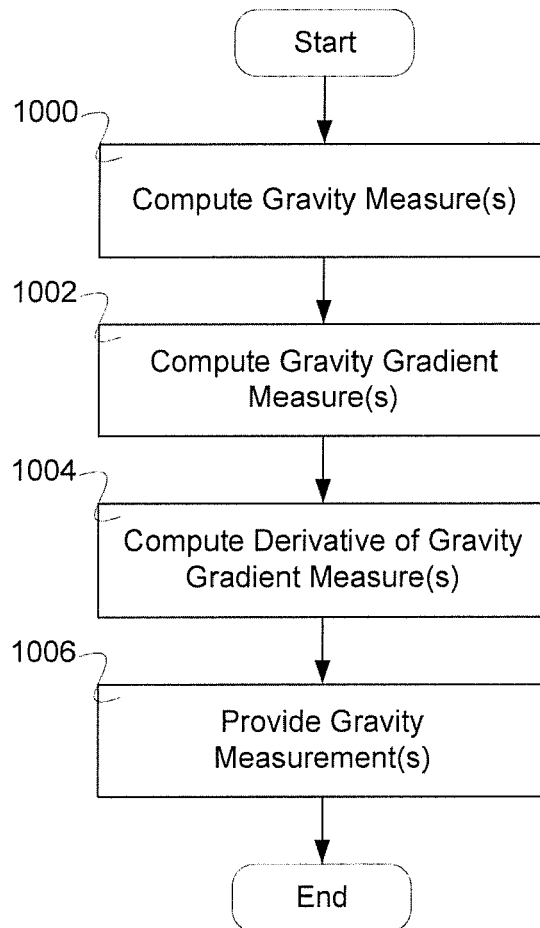 Start
1000
Compute Gravity Measure(s)
1002
Compute Gravity Gradient
Measure(s)
1004
Compute Derivative of Gravity
Gradient Measure(s)
1006
Provide Gravity
Measurement(s)
End